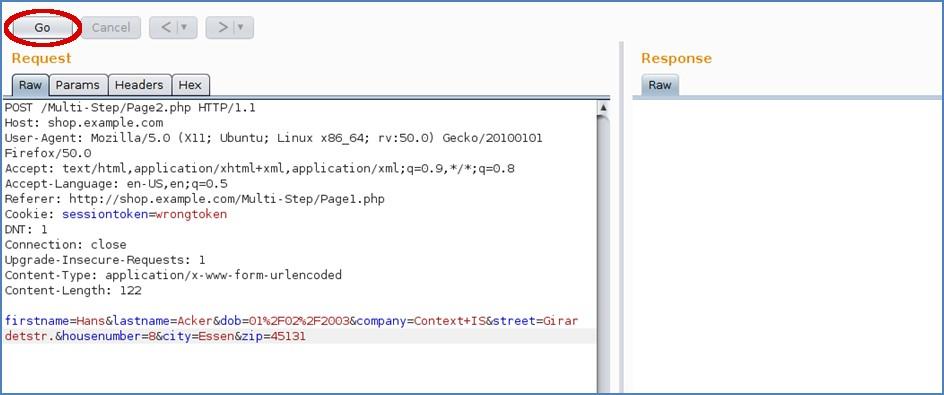 Go Cancel < > 
Request
Response
Raw Params Headers Hex
Raw
POST /Multi-Step/Page2.php HTTP/1.1
Host: shop.example.com
User-Agent: Mozilla/5.0 (X11; Ubuntu; Linux x86_64; rv:50.0) Gecko/20100101
Firefox/50.0
Accept: text/html,application/xhtml+xml,application/xml;q=0.9,*/*;q=0.8
Accept-Language: en-US,en;q=0.5
Referer: http://shop.example.com/Multi-Step/Page1.php
Cookie: sessiontoken=wrongtoken
DNT: 1
Connection: close
Upgrade-Insecure-Requests: 1
Content-Type: application/x-www-form-urlencoded
Content-Length: 122
firstname=Hans&lastname=Acker&dob=01%2F02%2F2003&company=Context+IS&street=Girar
detstr.&housenumber=8&city=Essen&zip=45131